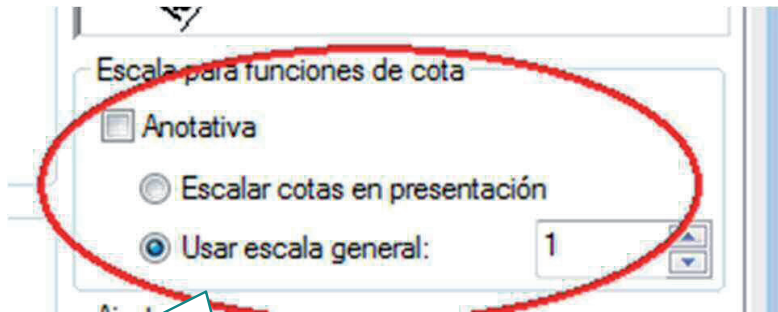 Escala para funciones de cota
Anotativa
Escalar cotas en presentación
Usar escala general: 1